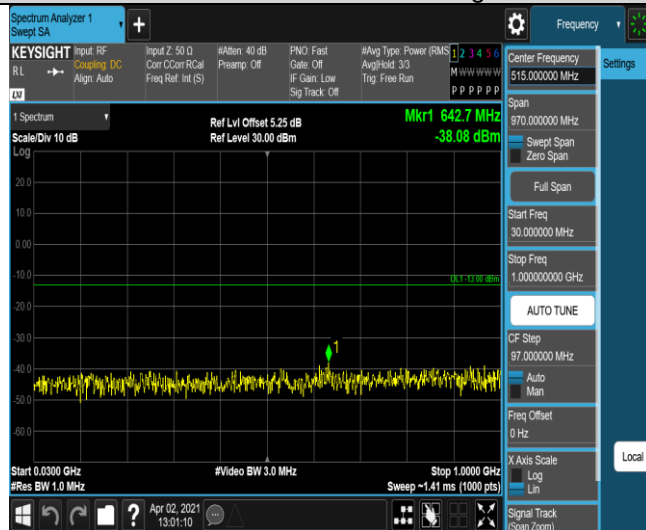 Spectrum Analyzer 1
Swept SA
+
Frequency
KEYSIGHT
RL
LXI
Input: RF
Coupling: DC
Align: Auto
Input Z: 50 Ω
Corr CCorr RCal
Freq Ref: Int (S)
#Atten: 40 dB
Preamp: Off
PNO: Fast
Gate: Off
IF Gain: Low
Sig Track: Off
#Avg Type: Power (RMS
Avg|Hold: 3/3
Trig: Free Run
1 2 3 4 5 6
M W W W W W
P P P P P P
1 Spectrum
Scale/Div 10 dB
Log
Ref Lvl Offset 5.25 dB
Ref Level 30.00 dBm
Mkr1 642.7 MHz
-38.08 dBm
20.0
10.0
0.00
-10.0
-20.0
-30.0
-40.0
-50.0
-60.0
DL1 -13.00 dBm
1
Start 0.0300 GHz
#Res BW 1.0 MHz
#Video BW 3.0 MHz
Stop 1.0000 GHz
Sweep ~1.41 ms (1000 pts)
Apr 02, 2021
13:01:10
?
Center Frequency
515.000000 MHz
Span
970.000000 MHz
Swept Span
Zero Span
Full Span
Start Freq
30.000000 MHz
Stop Freq
1.000000000 GHz
AUTO TUNE
CF Step
97.000000 MHz
Auto
Man
Freq Offset
0 Hz
X Axis Scale
Log
Lin
Signal Track
(Span Zoom)
Settings
Local